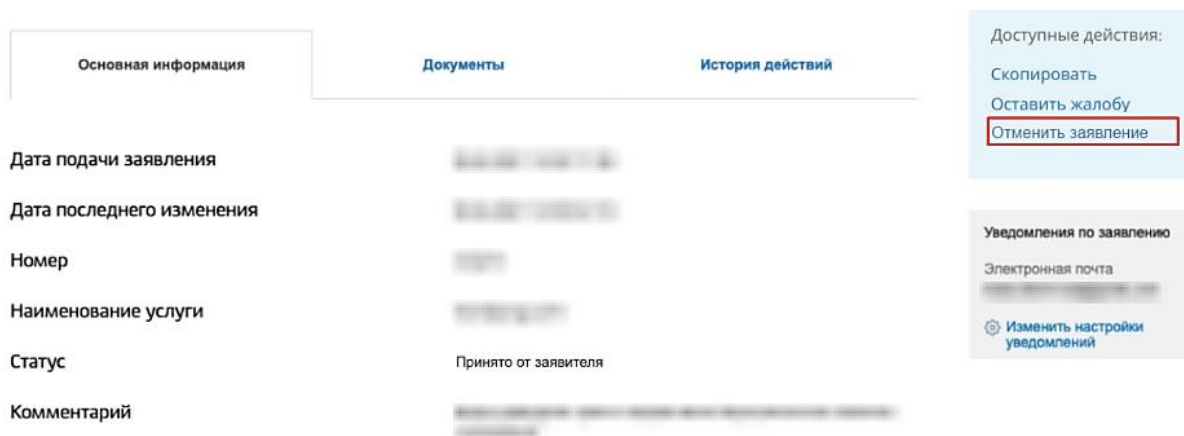 Основная информация
Документы
История действий
Дата подачи заявления
Дата последнего изменения
Номер
Наименование услуги
Статус
Принято от заявителя
Комментарий
Доступные действия:
Скопировать
Оставить жалобу
Отменить заявление
Уведомления по заявлению
Электронная почта
Изменить настройки
уведомлений